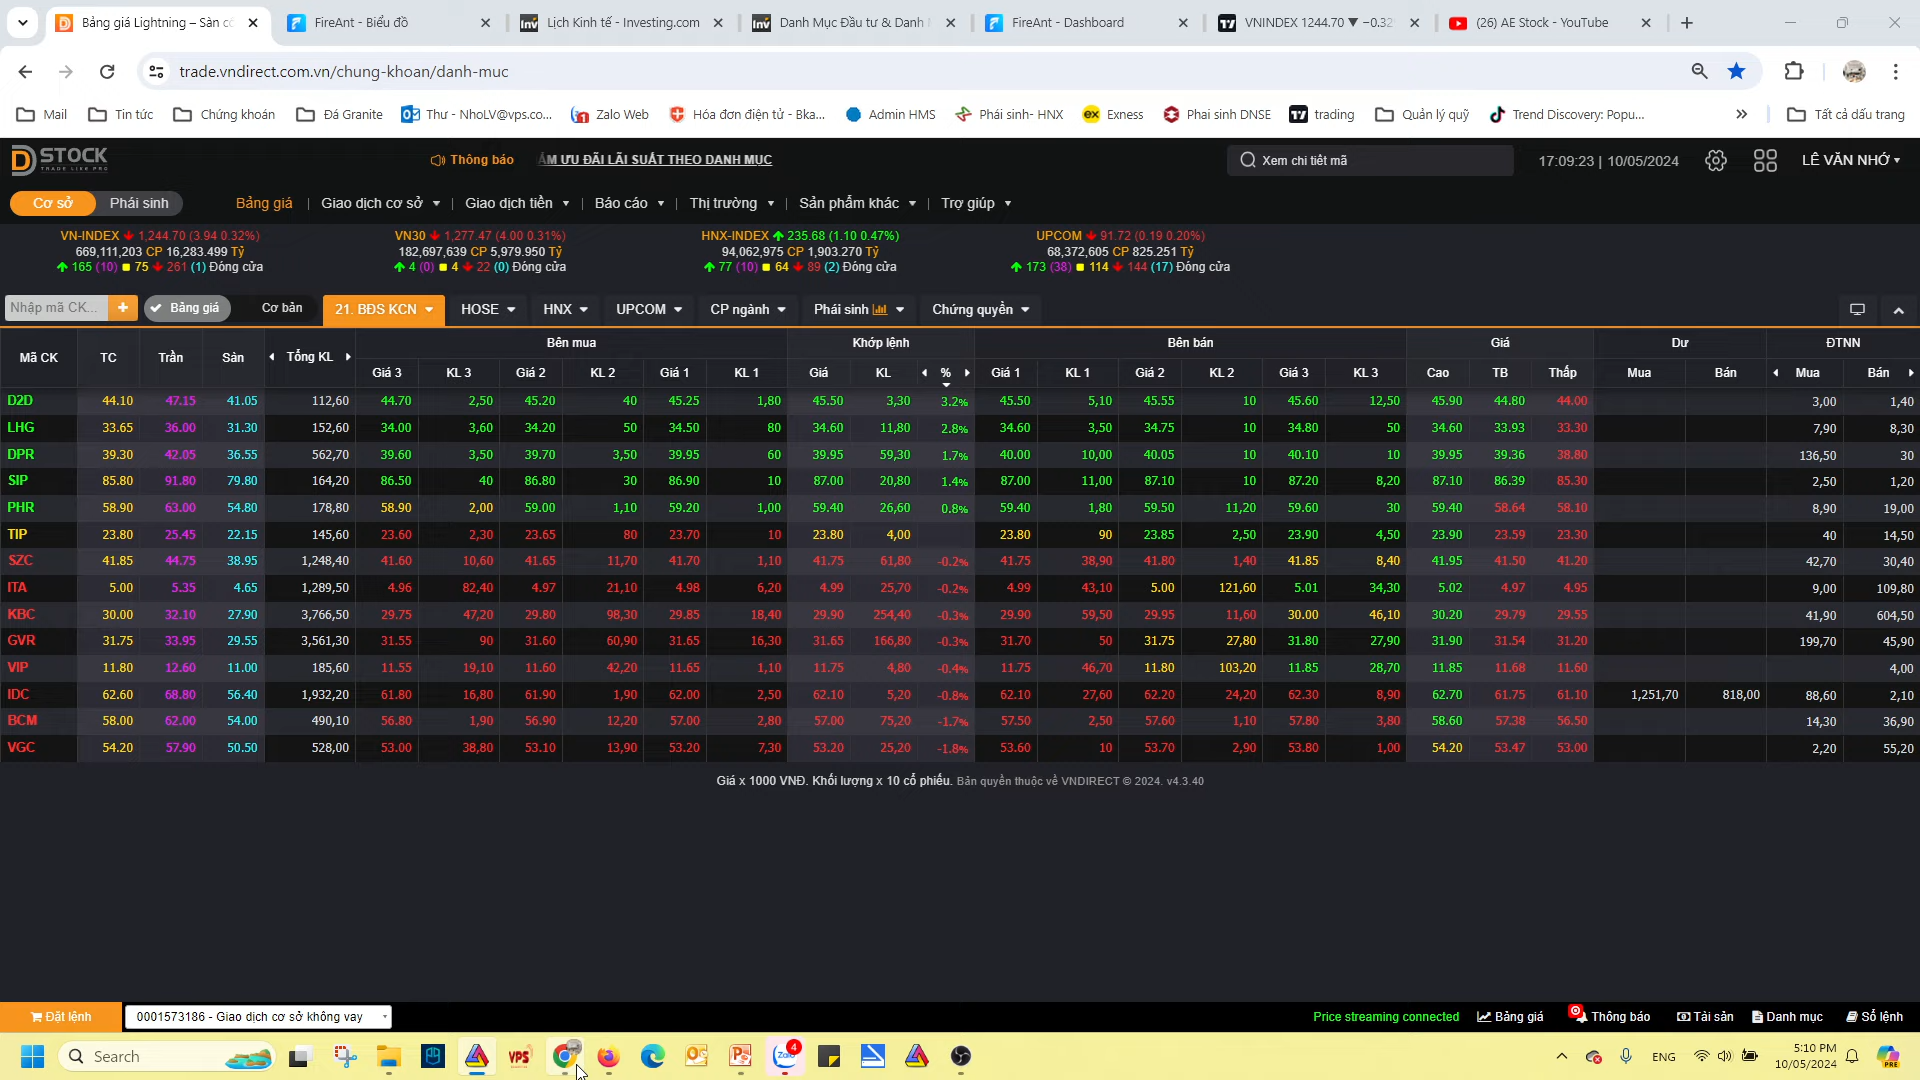 Bảng giá Lightning – Sàn cổ
FireAnt - Biểu đồ
Lịch Kinh tế - Investing.com
Danh Mục Đầu tư & Danh
FireAnt - Dashboard
VNINDEX 1244.70 ▼ −0.32
(26) AE Stock - YouTube
trade.vndirect.com.vn/chung-khoan/danh-muc
Mail Tin tức Chứng khoán Đá Granite Thư - NhoLV@vps.co... Zalo Web Hóa đơn điện tử - Bka... Admin HMS Phái sinh- HNX Exness Phai sinh DNSE trading Quản lý quỹ Trend Discovery: Popu... Tất cả dấu trang
D STOCK
TRADE LIKE PRO
Thông báo
ẦM ƯU ĐÃI LÃI SUẤT THEO DANH MỤC
Xem chi tiết mã
17:09:23 | 10/05/2024
LÊ VĂN NHỚ
Cơ sở Phái sinh Bảng giá | Giao dịch cơ sở | Giao dịch tiền | Báo cáo | Thị trường | Sản phẩm khác | Trợ giúp
VN-INDEX 1,244.70 (3.94 0.32%) VN30 1,277.47 (4.00 0.31%) HNX-INDEX 235.68 (1.10 0.47%) UPCOM 91.72 (0.19 0.20%)
669,111,203 CP 16,283.499 Tỷ 182,697,639 CP 5,979.950 Tỷ 94,062,975 CP 1,903.270 Tỷ 68,372,605 CP 825.251 Tỷ
165 (10) 75 261 (1) Đóng cửa 4 (0) 4 22 (0) Đóng cửa 77 (10) 64 89 (2) Đóng cửa 173 (38) 114 144 (17) Đóng cửa
Nhập mã CK... + Bảng giá Cơ bản 21. BĐS KCN HOSE HNX UPCOM CP ngành Phái sinh Chứng quyền
Mã CK TC Trần Sàn Tổng KL Bên mua Khớp lệnh Bên bán Giá Dư ĐTNN
Giá 3 KL 3 Giá 2 KL 2 Giá 1 KL 1 Giá KL % Giá 1 KL 1 Giá 2 KL 2 Giá 3 KL 3 Cao TB Thấp Mua Bán Mua Bán
D2D 44.10 47.15 41.05 112,60 44.70 2,50 45.20 40 45.25 1,80 45.50 3,30 3.2% 45.50 5,10 45.55 10 45.60 12,50 45.90 44.80 44.00 3,00 1,40
LHG 33.65 36.00 31.30 152,60 34.00 3,60 34.20 50 34.50 80 34.60 11,80 2.8% 34.60 3,50 34.75 10 34.80 50 34.60 33.93 33.30 7,90 8,30
DPR 39.30 42.05 36.55 562,70 39.60 3,50 39.70 3,50 39.95 60 39.95 59,30 1.7% 40.00 10,00 40.05 10 40.10 10 39.95 39.36 38.80 136,50 30
SIP 85.80 91.80 79.80 164,20 86.50 40 86.80 30 86.90 10 87.00 20,80 1.4% 87.00 11,00 87.10 10 87.20 8,20 87.10 86.39 85.30 2,50 1,20
PHR 58.90 63.00 54.80 178,80 58.90 2,00 59.00 1,10 59.20 1,00 59.40 26,60 0.8% 59.40 1,80 59.50 11,20 59.60 30 59.40 58.64 58.10 8,90 19,00
TIP 23.80 25.45 22.15 145,60 23.60 2,30 23.65 80 23.70 10 23.80 4,00 23.80 90 23.85 2,50 23.90 4,50 23.90 23.59 23.30 40 14,50
SZC 41.85 44.75 38.95 1,248,40 41.60 10,60 41.65 11,70 41.70 1,10 41.75 61,80 -0.2% 41.75 38,90 41.80 1,40 41.85 8,40 41.95 41.50 41.20 42,70 30,40
ITA 5.00 5.35 4.65 1,289,50 4.96 82,40 4.97 21,10 4.98 6,20 4.99 25,70 -0.2% 4.99 43,10 5.00 121,60 5.01 34,30 5.02 4.97 4.95 9,00 109,80
KBC 30.00 32.10 27.90 3,766,50 29.75 47,20 29.80 98,30 29.85 18,40 29.90 254,40 -0.3% 29.90 59,50 29.95 11,60 30.00 46,10 30.20 29.79 29.55 41,90 604,50
GVR 31.75 33.95 29.55 3,561,30 31.55 90 31.60 60,90 31.65 16,30 31.65 166,80 -0.3% 31.70 50 31.75 27,80 31.80 27,90 31.90 31.54 31.20 199,70 45,90
VIP 11.80 12.60 11.00 185,60 11.55 19,10 11.60 42,20 11.65 1,10 11.75 4,80 -0.4% 11.75 46,70 11.80 103,20 11.85 28,70 11.85 11.68 11.60 4,00
IDC 62.60 68.80 56.40 1,932,20 61.80 16,80 61.90 1,90 62.00 2,50 62.10 5,20 -0.8% 62.10 27,60 62.20 24,20 62.30 8,90 62.70 61.75 61.10 1,251,70 818,00 88,60 2,10
BCM 58.00 62.00 54.00 490,10 56.80 1,90 56.90 12,20 57.00 2,80 57.00 75,20 -1.7% 57.50 2,50 57.60 1,10 57.80 3,80 58.60 57.38 56.50 14,30 36,90
VGC 54.20 57.90 50.50 528,00 53.00 38,80 53.10 13,90 53.20 7,30 53.20 25,20 -1.8% 53.60 10 53.70 2,90 53.80 1,00 54.20 53.47 53.00 2,20 55,20
Giá x 1000 VNĐ. Khối lượng x 10 cổ phiếu. Bản quyền thuộc về VNDIRECT © 2024. v4.3.40
Đặt lệnh 0001573186 - Giao dịch cơ sở không vay Price streaming connected Bảng giá Thông báo Tài sản Danh mục Sổ lệnh
Search
VPS
Zalo 4
ENG
5:10 PM
10/05/2024
PRE